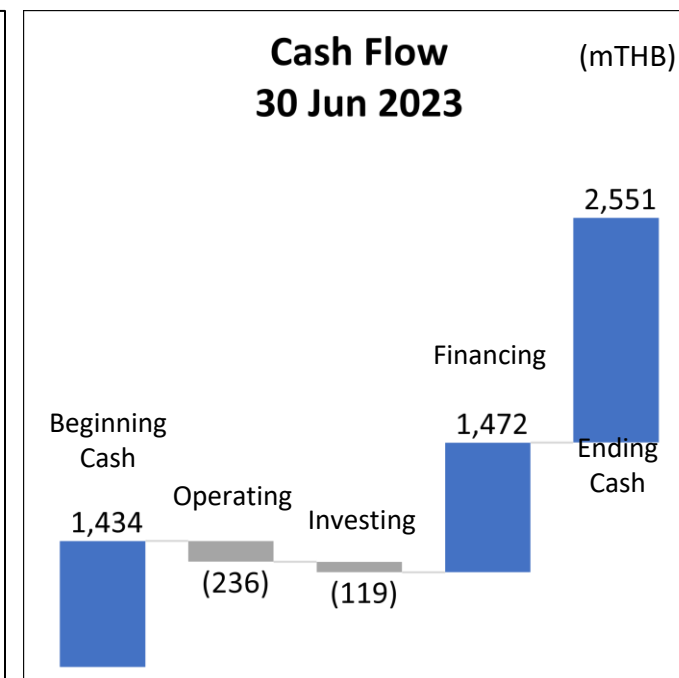 Cash Flow
(mTHB)
30 Jun 2023
2,551
Financing
1,472
Beginning
Cash
Ending
Cash
Operating
Investing
1,434
(236)
(119)